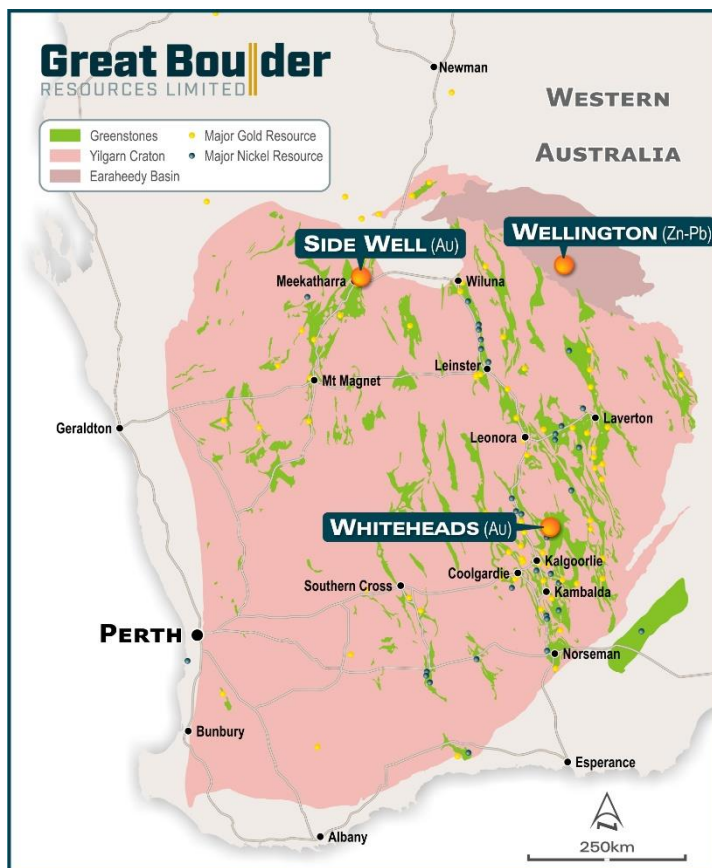 Great Boulder
RESOURCES LIMITED
Newman
WESTERN
AUSTRALIA
Greenstones
Major Gold Resource
Yilgarn Craton
Major Nickel Resource
Earaheedy Basin
SIDE WELL (Au)
WELLINGTON (Zn-Pb)
Meekatharra
Wiluna
Leinster
Mt Magnet
Geraldton
Laverton
Leonora
WHITEHEADS (Au)
Kalgoorlie
Coolgardie
Southern Cross
Kambalda
PERTH
Norseman
Bunbury
Esperance
Albany
N
250km